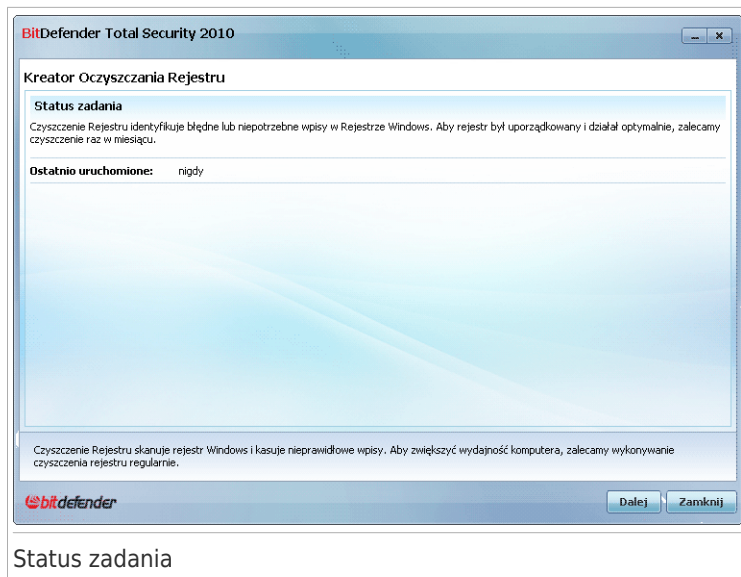 BitDefender Total Security 2010
Kreator Oczyszczania Rejestru
Status zadania
Czyszczenie Rejestru identyfikuje błędne lub niepotrzebne wpisy w Rejestrze Windows. Aby rejestr był uporządkowany i działał optymalnie, zalecamy
czyszczenie raz w miesiącu.
Ostatnio uruchomione: nigdy
Czyszczenie Rejestru skanuje rejestr Windows i kasuje nieprawidłowe wpisy. Aby zwiększyć wydajność komputera, zalecamy wykonywanie
czyszczenia rejestru regularnie.
bitdefender
Dalej Zamknij
Status zadania